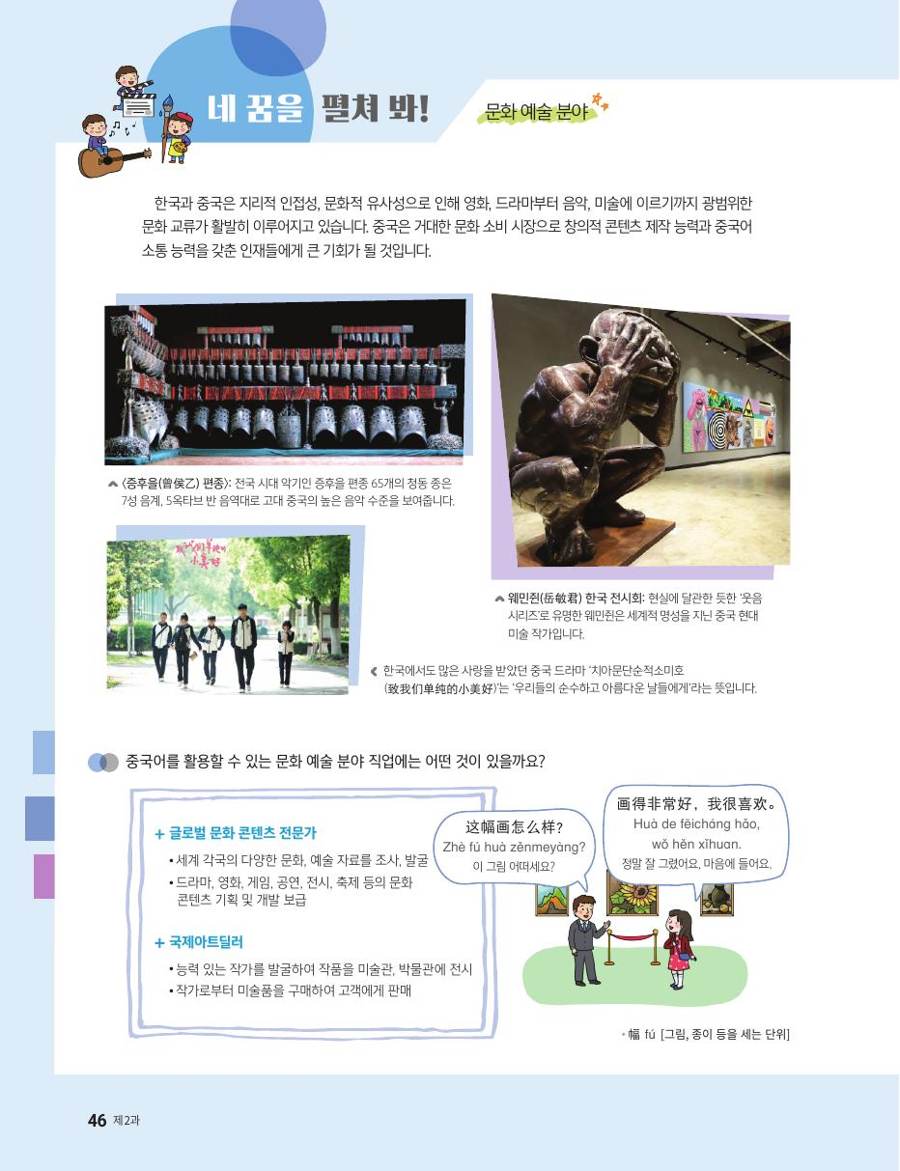 네 꿈을 펼쳐 봐!
문화 예술 분야
한국과 중국은 지리적 인접성, 문화적 유사성으로 인해 영화, 드라마부터 음악, 미술에 이르기까지 광범위한
문화 교류가 활발히 이루어지고 있습니다. 중국은 거대한 문화 소비 시장으로 창의적 콘텐츠 제작 능력과 중국어
소통 능력을 갖춘 인재들에게 큰 기회가 될 것입니다.
〈증후을(曾侯乙) 편종〉: 전국 시대 악기인 증후을 편종 65개의 청동 종은
7성 음계, 5옥타브 반 음역대로 고대 중국의 높은 음악 수준을 보여줍니다.
웨민쥔(岳敏君) 한국 전시회: 현실에 달관한 듯한 ‘웃음
시리즈’로 유명한 웨민쥔은 세계적 명성을 지닌 중국 현대
미술 작가입니다.
小美好
한국에서도 많은 사랑을 받았던 중국 드라마 ‘치아문단순적소미호
(致我们单纯的小美好)’는 ‘우리들의 순수하고 아름다운 날들에게’라는 뜻입니다.
중국어를 활용할 수 있는 문화 예술 분야 직업에는 어떤 것이 있을까요?
+ 글로벌 문화 콘텐츠 전문가
• 세계 각국의 다양한 문화, 예술 자료를 조사, 발굴
• 드라마, 영화, 게임, 공연, 전시, 축제 등의 문화
콘텐츠 기획 및 개발 보급
+ 국제아트딜러
• 능력 있는 작가를 발굴하여 작품을 미술관, 박물관에 전시
• 작가로부터 미술품을 구매하여 고객에게 판매
这幅画怎么样?
Zhè fú huà zěnmeyàng?
이 그림 어떠세요?
画得非常好，我很喜欢。
Huà de fēicháng hǎo,
wǒ hěn xǐhuan.
정말 잘 그렸어요. 마음에 들어요.
• 幅 fú [그림, 종이 등을 세는 단위]
46 제2과